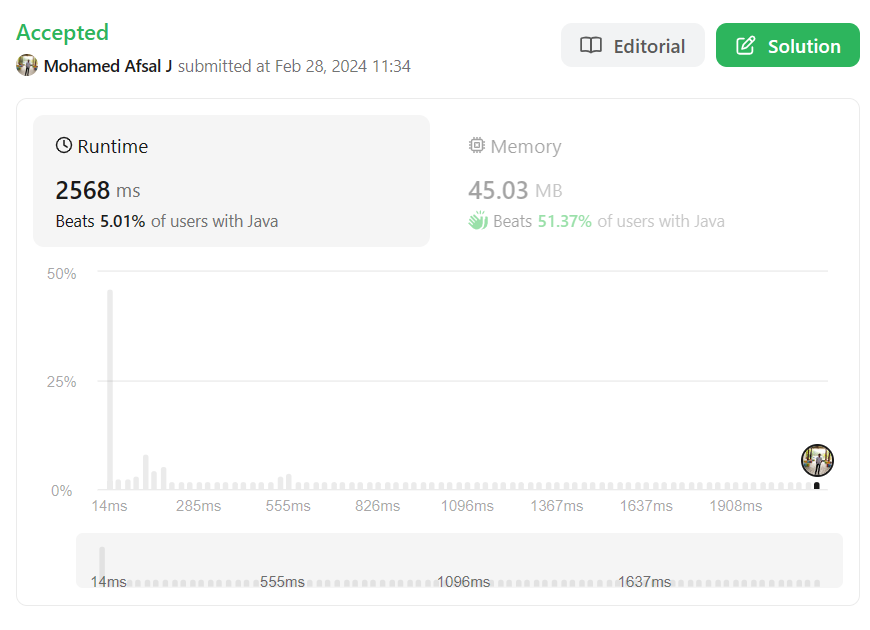 Accepted
Editorial
Solution
Mohamed Afsal J submitted at Feb 28, 2024 11:34
Runtime
Memory
2568 ms
45.03 MB
Beats 5.01% of users with Java
Beats 51.37% of users with Java
50%
25%
0%
14ms 285ms 555ms 826ms 1096ms 1367ms 1637ms 1908ms
14ms 555ms 1096ms 1637ms